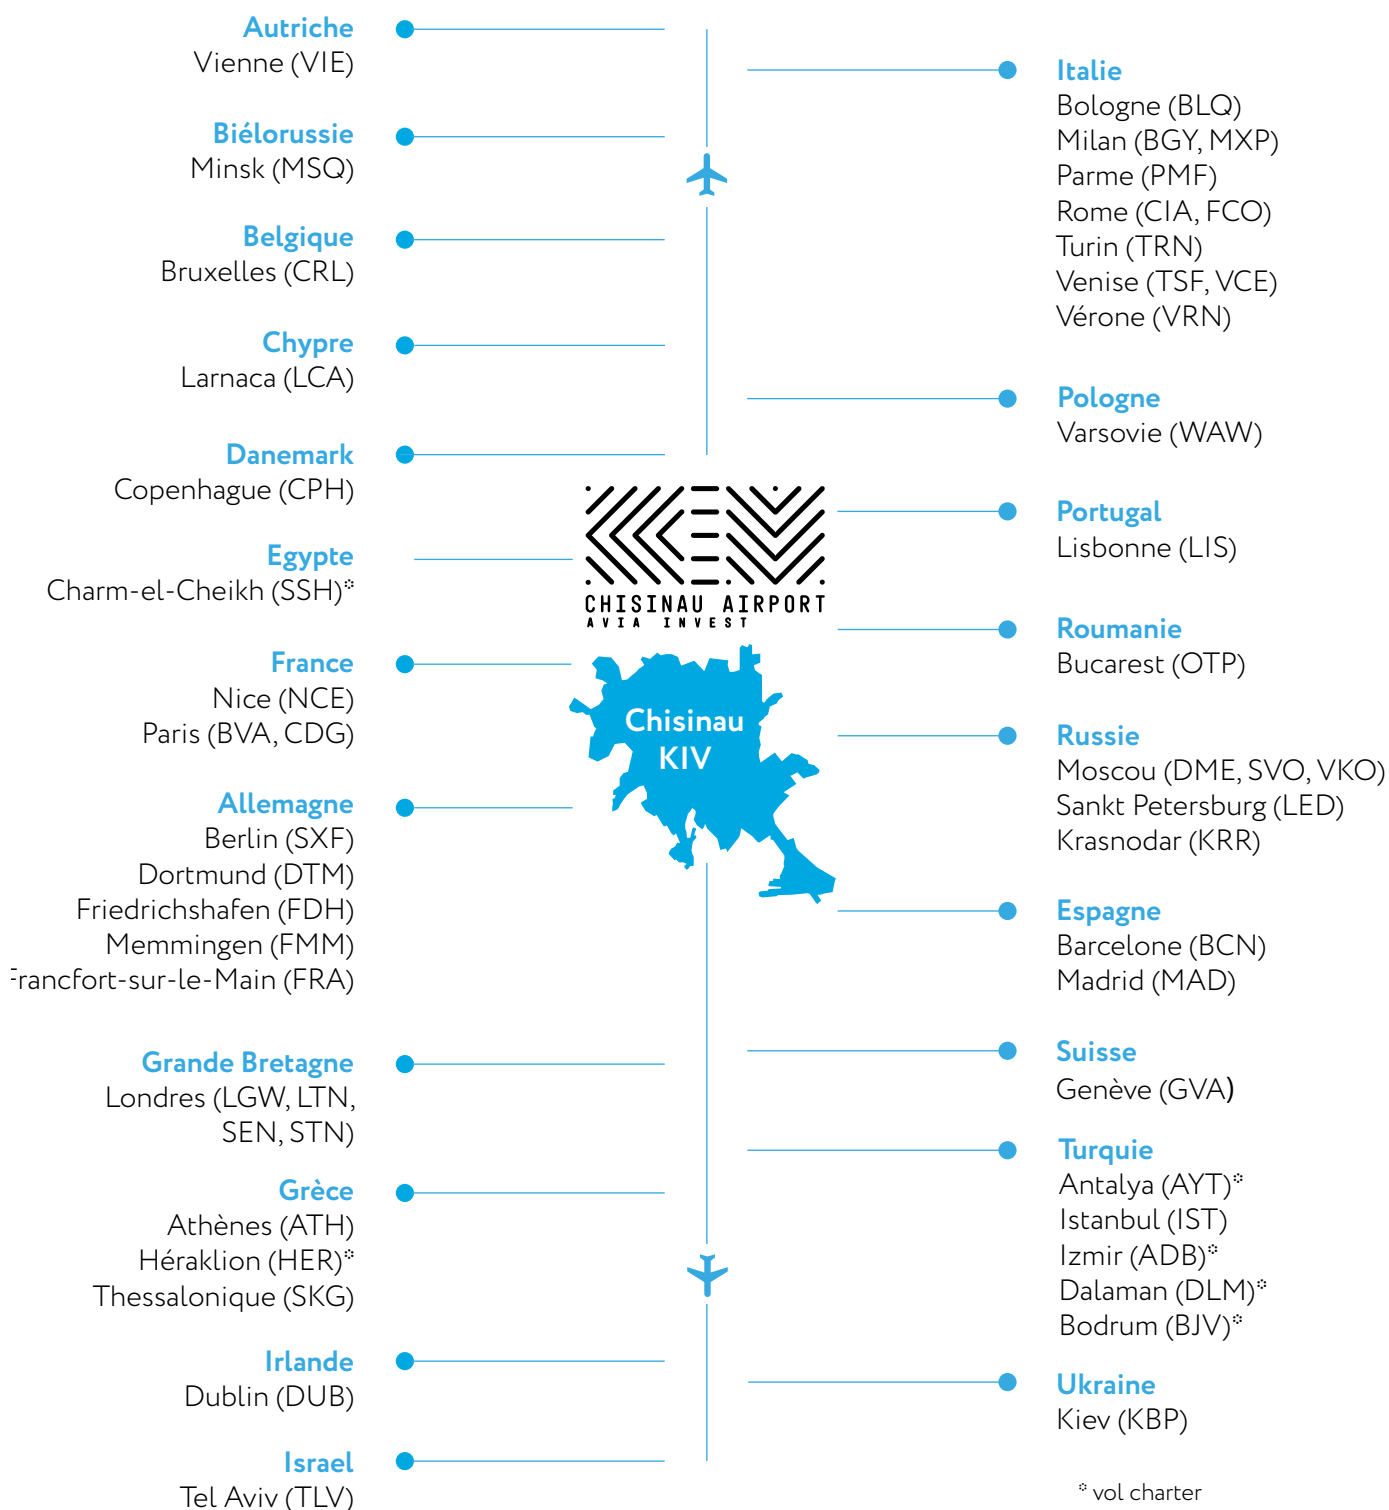 Autriche
Vienne (VIE)
Biélorussie
Minsk (MSQ)
Belgique
Bruxelles (CRL)
Chypre
Larnaca (LCA)
Danemark
Copenhague (CPH)
Egypte
Charm-el-Cheikh (SSH)*
France
Nice (NCE)
Paris (BVA, CDG)
Allemagne
Berlin (SXF)
Dortmund (DTM)
Friedrichshafen (FDH)
Memmingen (FMM)
Francfort-sur-le-Main (FRA)
Grande Bretagne
Londres (LGW, LTN,
SEN, STN)
Grèce
Athènes (ATH)
Héraklion (HER)*
Thessalonique (SKG)
Irlande
Dublin (DUB)
Israel
Tel Aviv (TLV)
CHISINAU AIRPORT
AVIA INVEST
Chisinau
KIV
Italie
Bologne (BLQ)
Milan (BGY, MXP)
Parme (PMF)
Rome (CIA, FCO)
Turin (TRN)
Venise (TSF, VCE)
Vérone (VRN)
Pologne
Varsovie (WAW)
Portugal
Lisbonne (LIS)
Roumanie
Bucarest (OTP)
Russie
Moscou (DME, SVO, VKO)
Sankt Petersburg (LED)
Krasnodar (KRR)
Espagne
Barcelone (BCN)
Madrid (MAD)
Suisse
Genève (GVA)
Turquie
Antalya (AYT)*
Istanbul (IST)
Izmir (ADB)*
Dalaman (DLM)*
Bodrum (BJV)*
Ukraine
Kiev (KBP)
* vol charter